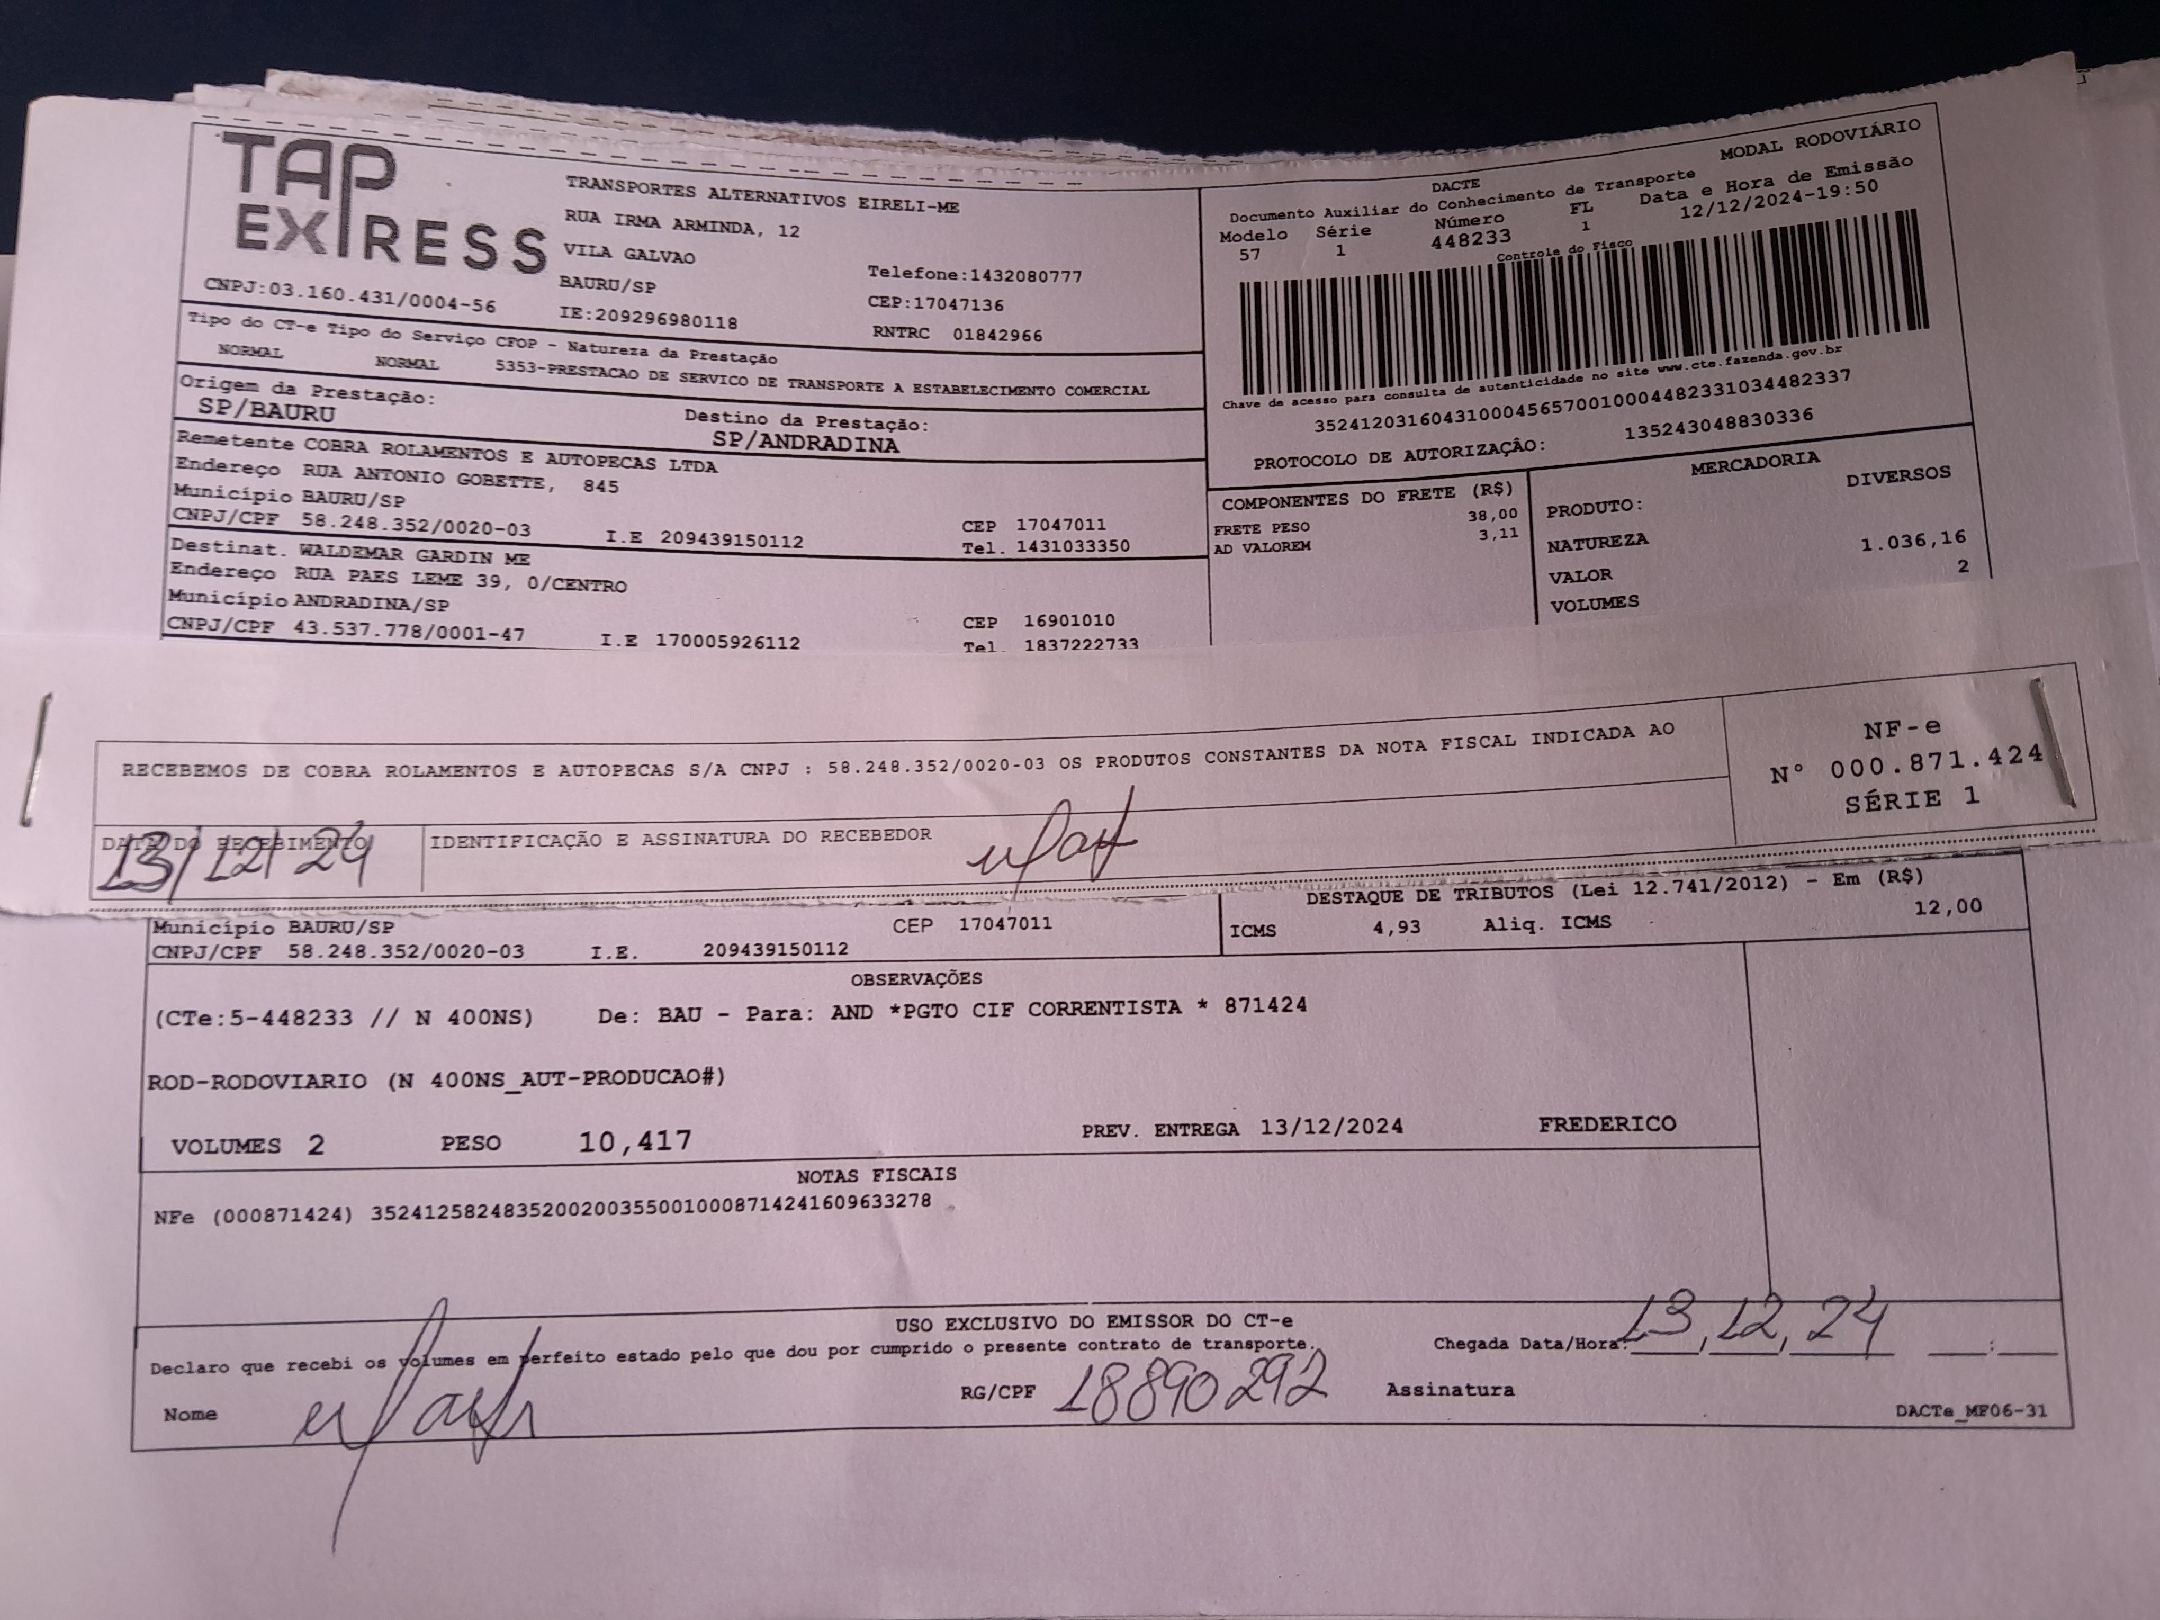 TAP
EXPRESS
TRANSPORTES ALTERNATIVOS EIRELI-ME
RUA IRMA ARMINDA, 12
VILA GALVAO
BAURU/SP
IE:209296980118
Telefone:1432080777
CEP:17047136
RNTRC 01842966
CNPJ:03.160.431/0004-56
Tipo do CT-e Tipo do Serviço CFOP - Natureza da Prestação
NORMAL NORMAL 5353-PRESTACAO DE SERVICO DE TRANSPORTE A ESTABELECIMENTO COMERCIAL
Origem da Prestação: Destino da Prestação:
SP/BAURU SP/ANDRADINA
Remetente COBRA ROLAMENTOS E AUTOPECAS LTDA
Endereço RUA ANTONIO GOBETTE, 845
Município BAURU/SP CEP 17047011
CNPJ/CPF 58.248.352/0020-03 I.E 209439150112 Tel. 1431033350
Destinat. WALDEMAR GARDIN ME
Endereço RUA PAES LEME 39, 0/CENTRO
Município ANDRADINA/SP CEP 16901010
CNPJ/CPF 43.537.778/0001-47 I.E 170005926112 Tel. 1837222733
MODAL RODOVIÁRIO
DACTE
Documento Auxiliar do Conhecimento de Transporte
Modelo Série Número FL Data e Hora de Emissão
57 1 448233 1 12/12/2024-19:50
Controle do Fisco
Chave de acesso para consulta de autenticidade no site www.cte.fazenda.gov.br
35241203160431000456570010004482331034482337
PROTOCOLO DE AUTORIZAÇÂO: 135243048830336
COMPONENTES DO FRETE (R$)
FRETE PESO 38,00
AD VALOREM 3,11
MERCADORIA
PRODUTO: DIVERSOS
NATUREZA
VALOR 1.036,16
VOLUMES 2
RECEBEMOS DE COBRA ROLAMENTOS E AUTOPECAS S/A CNPJ : 58.248.352/0020-03 OS PRODUTOS CONSTANTES DA NOTA FISCAL INDICADA AO
NF-e
N° 000.871.424
SÉRIE 1
DATA DO RECEBIMENTO IDENTIFICAÇÃO E ASSINATURA DO RECEBEDOR
13/12/24
Município BAURU/SP CEP 17047011
CNPJ/CPF 58.248.352/0020-03 I.E. 209439150112
DESTAQUE DE TRIBUTOS (Lei 12.741/2012) - Em (R$)
ICMS 4,93 Aliq. ICMS 12,00
OBSERVAÇÕES
(CTe:5-448233 // N 400NS) De: BAU - Para: AND *PGTO CIF CORRENTISTA * 871424
ROD-RODOVIARIO (N 400NS_AUT-PRODUCAO#)
VOLUMES 2 PESO 10,417 PREV. ENTREGA 13/12/2024 FREDERICO
NOTAS FISCAIS
NFe (000871424) 35241258248352002003550010008714241609633278
USO EXCLUSIVO DO EMISSOR DO CT-e
Declaro que recebi os volumes em perfeito estado pelo que dou por cumprido o presente contrato de transporte. Chegada Data/Hora: 13,12,24 :
Nome RG/CPF 18890292 Assinatura
DACTe_MF06-31